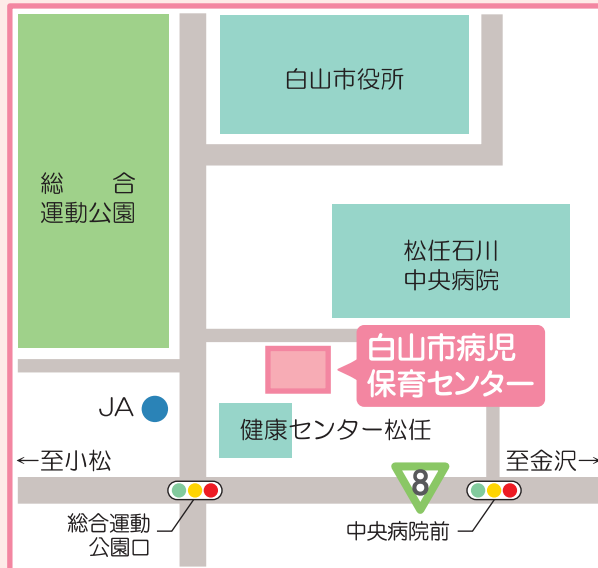 白山市役所
総　合
運動公園
松任石川
中央病院
白山市病児
保育センター
JA
健康センター松任
←至小松
至金沢→
8
総合運動
公園口
中央病院前